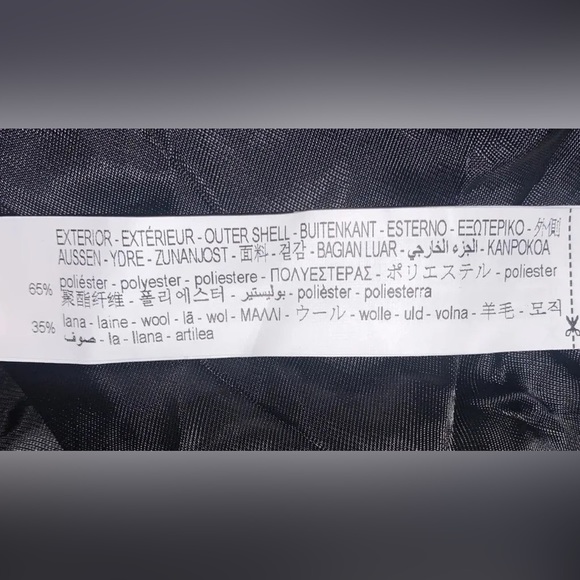 EXTERIOR - EXTÉRIEUR - OUTER SHELL - BUITENKANT - ESTERNO - ΕΞΩΤΕΡΙΚΟ - 外側
AUSSEN - YDRE - ZUNANJOST - 面料 - 겉감 - BAGIAN LUAR - الجزء الخارجي - KANPOKOA
65% poliéster - polyester - poliestere - ΠΟΛΥΕΣΤΕΡΑΣ - ポリエステル - poliester
聚酯纤维 - 폴리에스터 - بوليستير - polièster - poliesterra
35% lana - laine - wool - lã - wol - ΜΑΛΛΙ - ウール - wolle - uld - volna - 羊毛 - 모직
صوف - la - llana - artilea